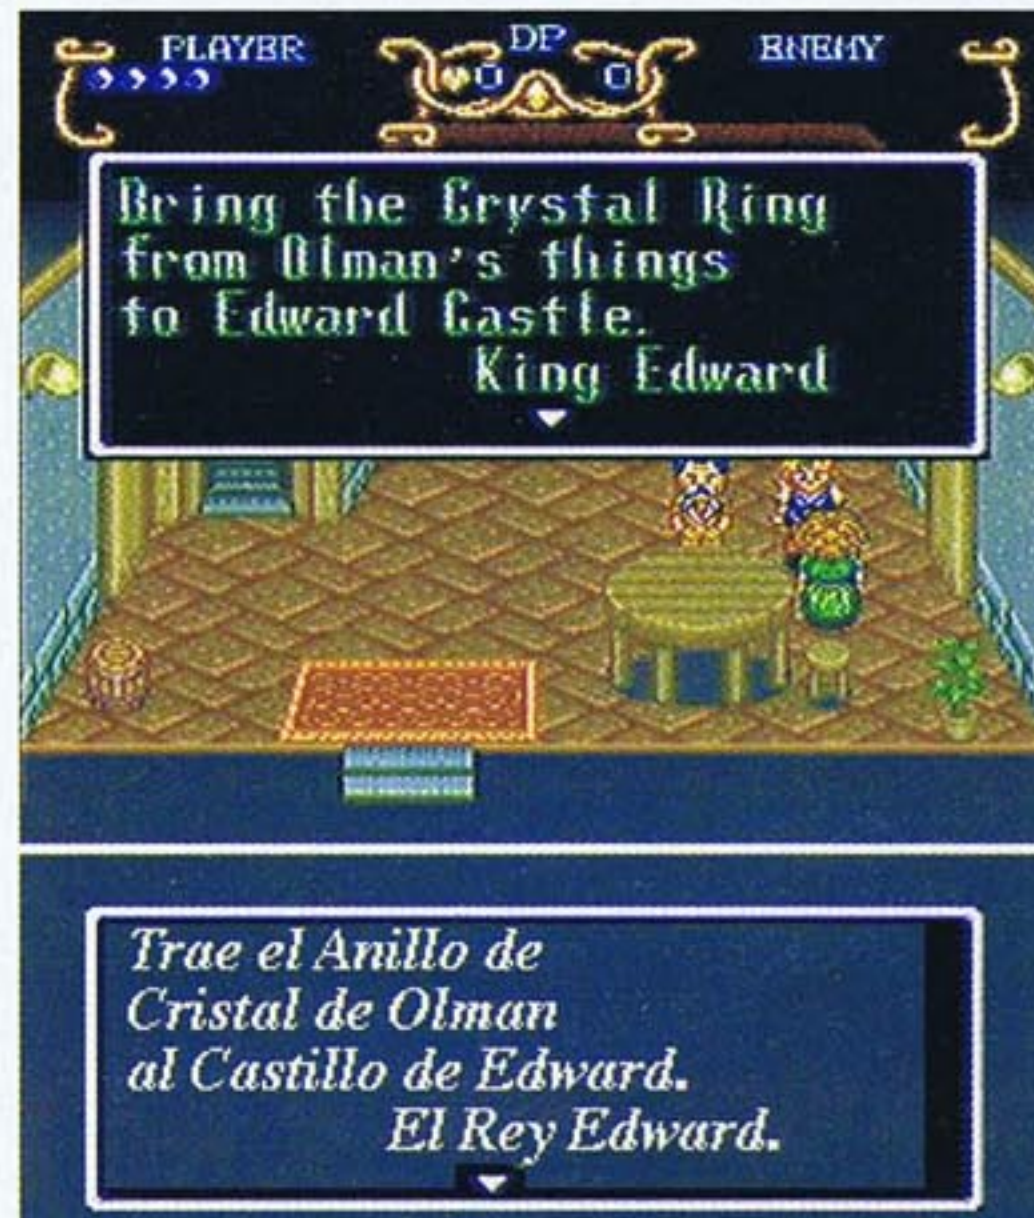 PLAYER DP ENEMY
0 0
Bring the Crystal Ring
from Olman's things
to Edward Castle.
King Edward
Trae el Anillo de
Cristal de Olman
al Castillo de Edward.
El Rey Edward.